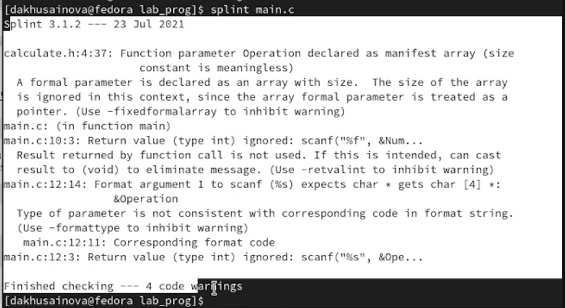 [dakhusainova@fedora lab_prog]$ splint main.c
Splint 3.1.2 --- 23 Jul 2021
calculate.h:4:37: Function parameter Operation declared as manifest array (size
constant is meaningless)
A formal parameter is declared as an array with size.  The size of the array
is ignored in this context, since the array formal parameter is treated as a
pointer. (Use -fixedformalarray to inhibit warning)
main.c: (in function main)
main.c:10:3: Return value (type int) ignored: scanf("%f", &Num...
Result returned by function call is not used. If this is intended, can cast
result to (void) to eliminate message. (Use -retvalint to inhibit warning)
main.c:12:14: Format argument 1 to scanf (%s) expects char * gets char [4] *:
&Operation
Type of parameter is not consistent with corresponding code in format string.
(Use -formattype to inhibit warning)
main.c:12:11: Corresponding format code
main.c:12:3: Return value (type int) ignored: scanf("%s", &Ope...
Finished checking --- 4 code warnings
[dakhusainova@fedora lab_prog]$